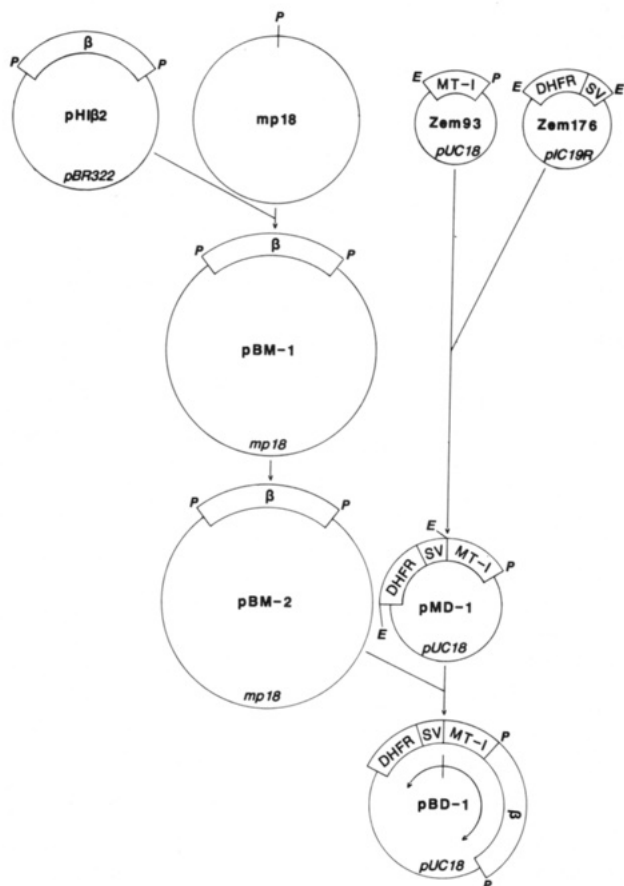 P
β
P
P
pHIβ2
pBR322
mp18
E
MT-I
P
Zem93
pUC18
E
DHFR
SV
E
Zem176
pIC19R
P
β
P
pBM-1
mp18
P
β
P
pBM-2
mp18
E
DHFR
SV
MT-I
P
E
pMD-1
pUC18
DHFR
SV
MT-I
P
pBD-1
β
pUC18
P